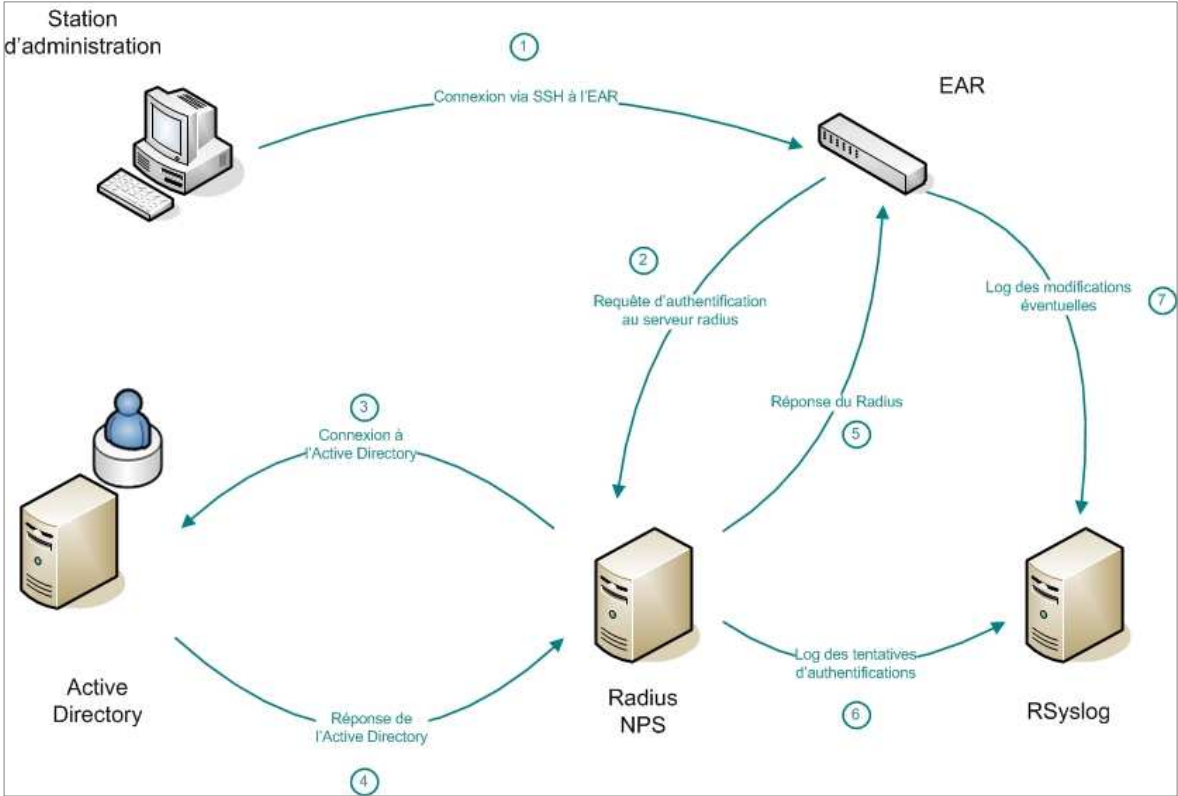 Station
d'administration
1
Connexion via SSH à l'EAR
EAR
2
Requête d'authentification
au serveur radius
Log des modifications
éventuelles
7
3
Connexion à
l'Active Directory
Réponse du Radius
5
Active
Directory
Réponse de
l'Active Directory
4
Radius
NPS
Log des tentatives
d'authentifications
6
RSyslog